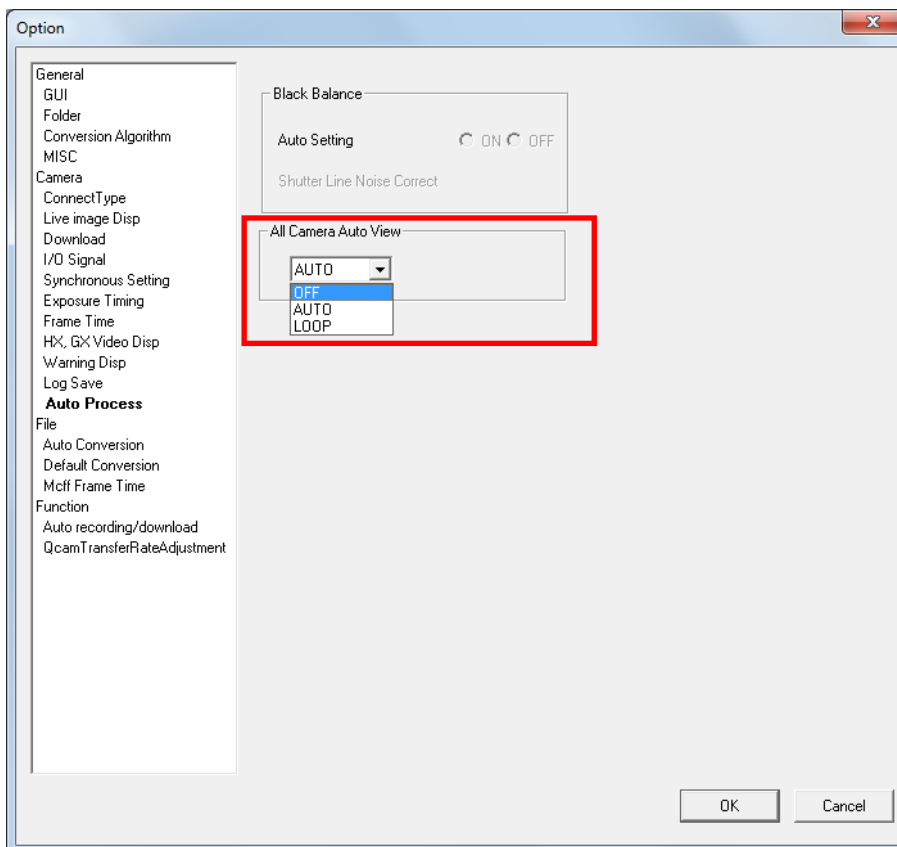 Option
General
GUI
Folder
Conversion Algorithm
MISC
Camera
ConnectType
Live image Disp
Download
I/O Signal
Synchronous Setting
Exposure Timing
Frame Time
HX, GX Video Disp
Warning Disp
Log Save
Auto Process
File
Auto Conversion
Default Conversion
Mcff Frame Time
Function
Auto recording/download
QcamTransferRateAdjustment
Black Balance
Auto Setting ON OFF
Shutter Line Noise Correct
All Camera Auto View
AUTO
OFF
AUTO
LOOP
OK Cancel